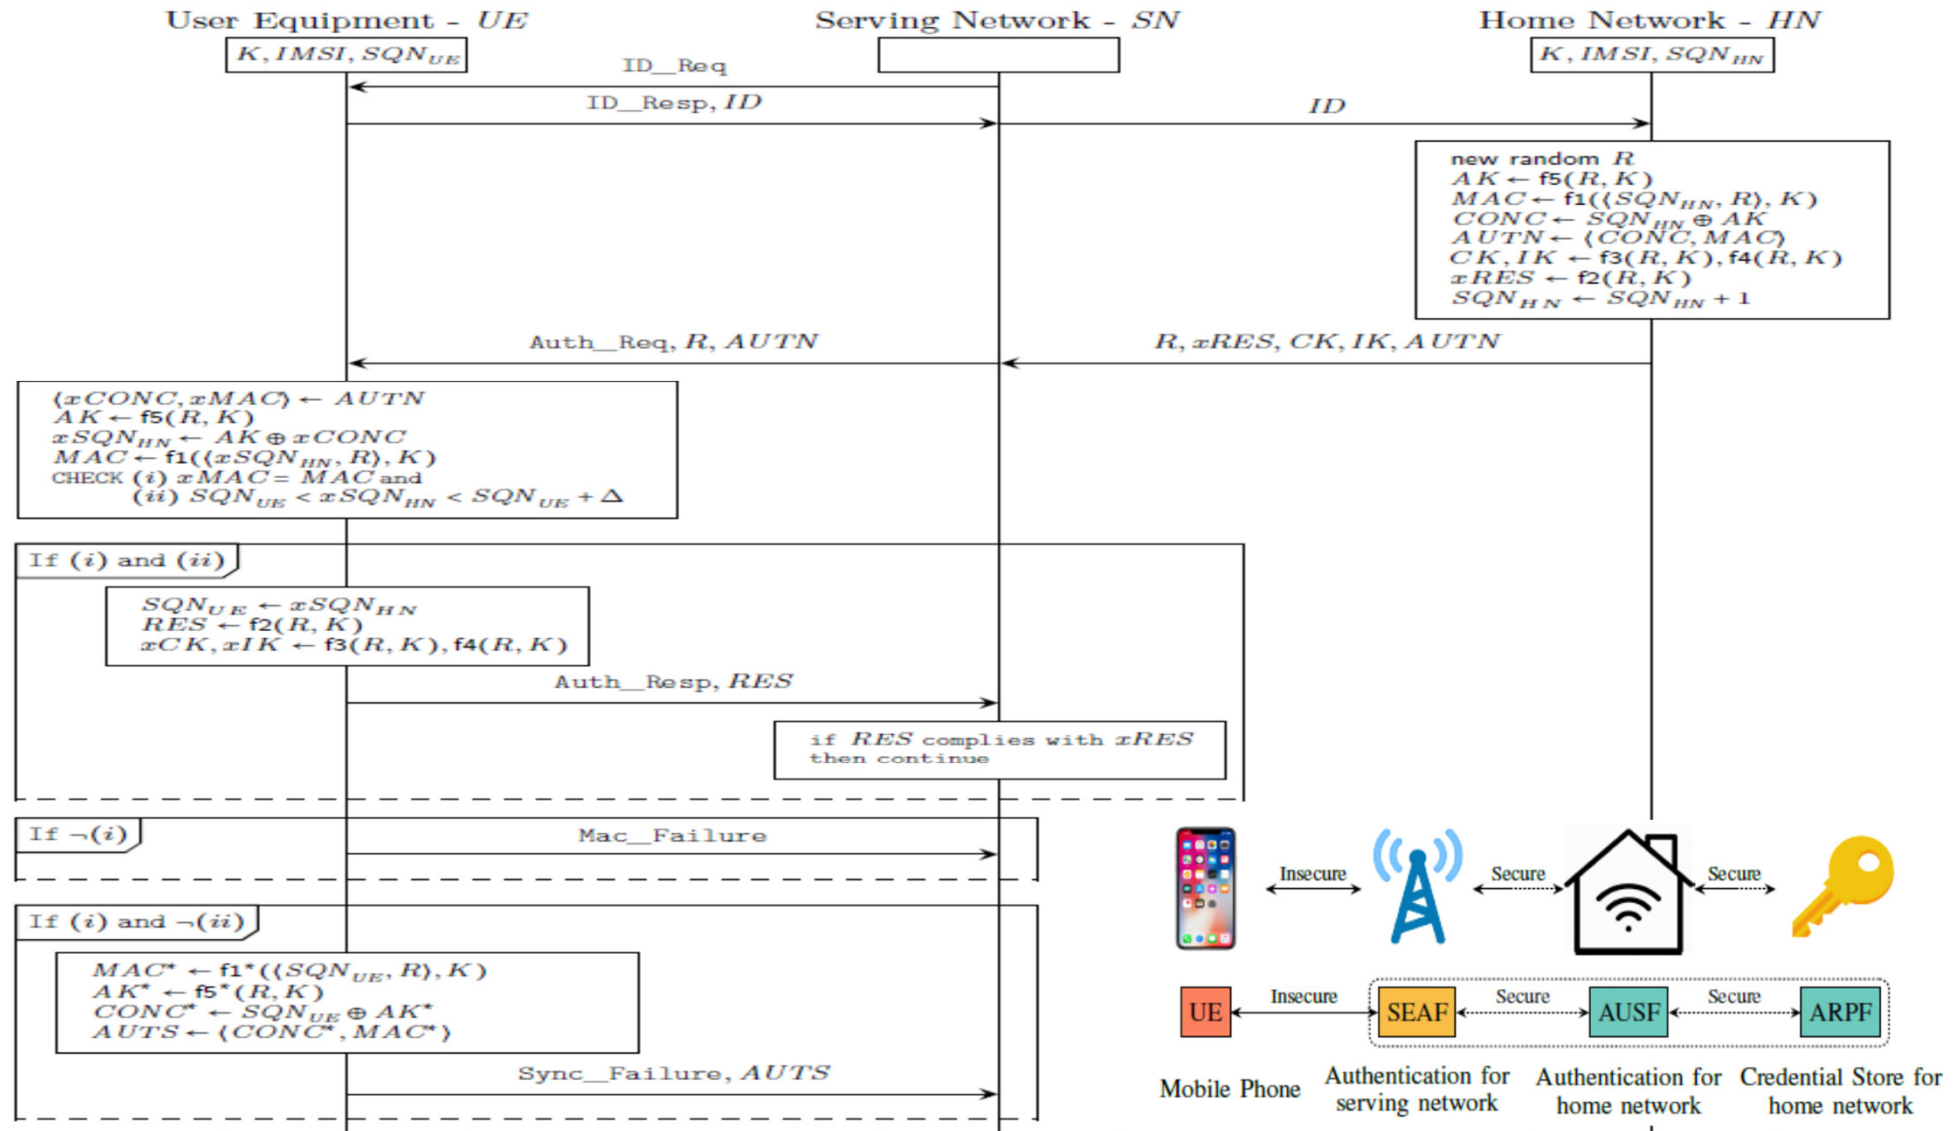 User Equipment - UE
Serving Network - SN
Home Network - HN
K, IMSI, SQN_UE
K, IMSI, SQN_HN
ID_Req
ID_Resp, ID
ID
new random R
AK ← f5(R, K)
MAC ← f1(⟨SQN_HN, R⟩, K)
CONC ← SQN_HN ⊕ AK
AUTN ← ⟨CONC, MAC⟩
CK, IK ← f3(R, K), f4(R, K)
xRES ← f2(R, K)
SQN_HN ← SQN_HN + 1
Auth_Req, R, AUTN
R, xRES, CK, IK, AUTN
⟨xCONC, xMAC⟩ ← AUTN
AK ← f5(R, K)
xSQN_HN ← AK ⊕ xCONC
MAC ← f1(⟨xSQN_HN, R⟩, K)
CHECK (i) xMAC = MAC and
(ii) SQN_UE < xSQN_HN < SQN_UE + Δ
If (i) and (ii)
SQN_UE ← xSQN_HN
RES ← f2(R, K)
xCK, xIK ← f3(R, K), f4(R, K)
Auth_Resp, RES
if RES complies with xRES
then continue
If ¬(i)
Mac_Failure
If (i) and ¬(ii)
MAC* ← f1*(⟨SQN_UE, R⟩, K)
AK* ← f5*(R, K)
CONC* ← SQN_UE ⊕ AK*
AUTS ← ⟨CONC*, MAC*⟩
Sync_Failure, AUTS
Insecure
Secure
Secure
UE
Insecure
SEAF
Secure
AUSF
Secure
ARPF
Mobile Phone
Authentication for
serving network
Authentication for
home network
Credential Store for
home network